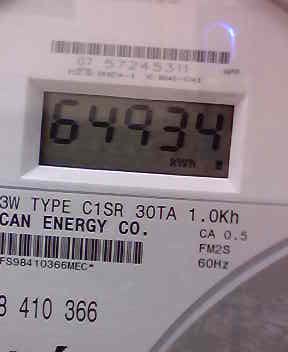 07 57245311
64934
KWH
3W TYPE C1SR 30TA 1.0Kh
CAN ENERGY CO.
CA 0.5
FM2S
60Hz
FS98410366MEC*
8 410 366